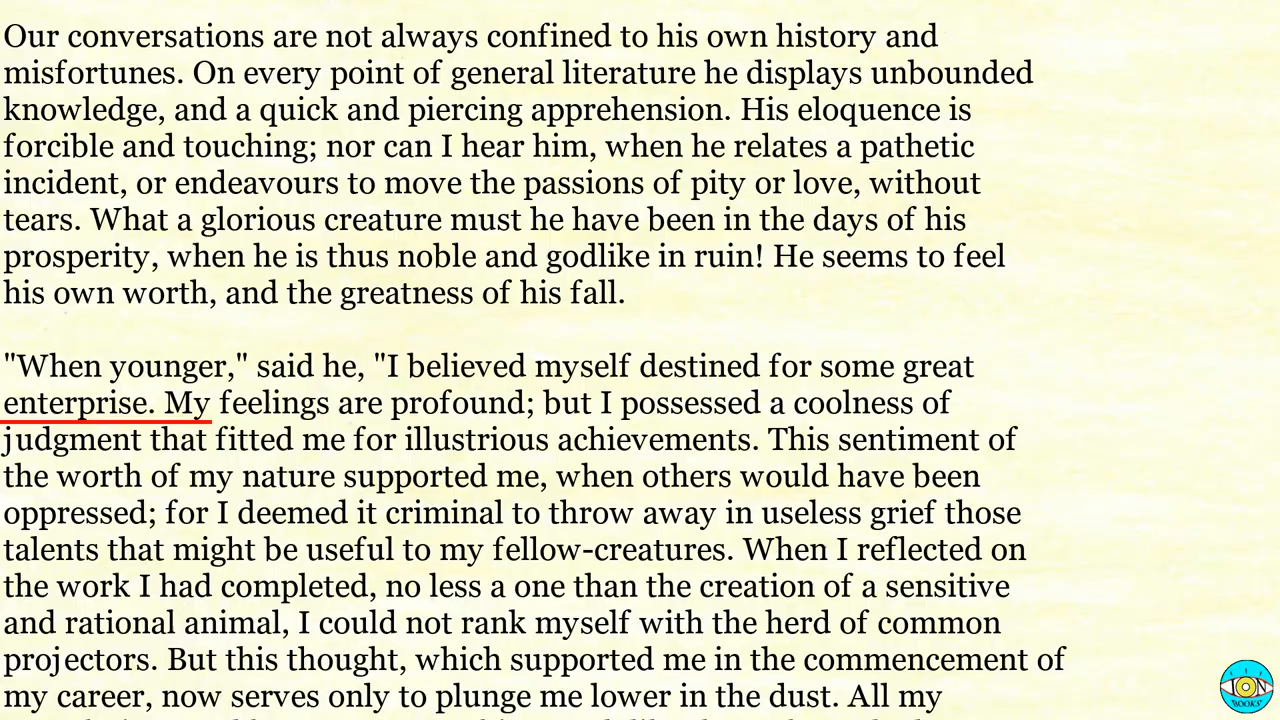 Our conversations are not always confined to his own history and
misfortunes. On every point of general literature he displays unbounded
knowledge, and a quick and piercing apprehension. His eloquence is
forcible and touching; nor can I hear him, when he relates a pathetic
incident, or endeavours to move the passions of pity or love, without
tears. What a glorious creature must he have been in the days of his
prosperity, when he is thus noble and godlike in ruin! He seems to feel
his own worth, and the greatness of his fall.
"When younger," said he, "I believed myself destined for some great
enterprise. My feelings are profound; but I possessed a coolness of
judgment that fitted me for illustrious achievements. This sentiment of
the worth of my nature supported me, when others would have been
oppressed; for I deemed it criminal to throw away in useless grief those
talents that might be useful to my fellow-creatures. When I reflected on
the work I had completed, no less a one than the creation of a sensitive
and rational animal, I could not rank myself with the herd of common
projectors. But this thought, which supported me in the commencement of
my career, now serves only to plunge me lower in the dust. All my
ION
BOOKS